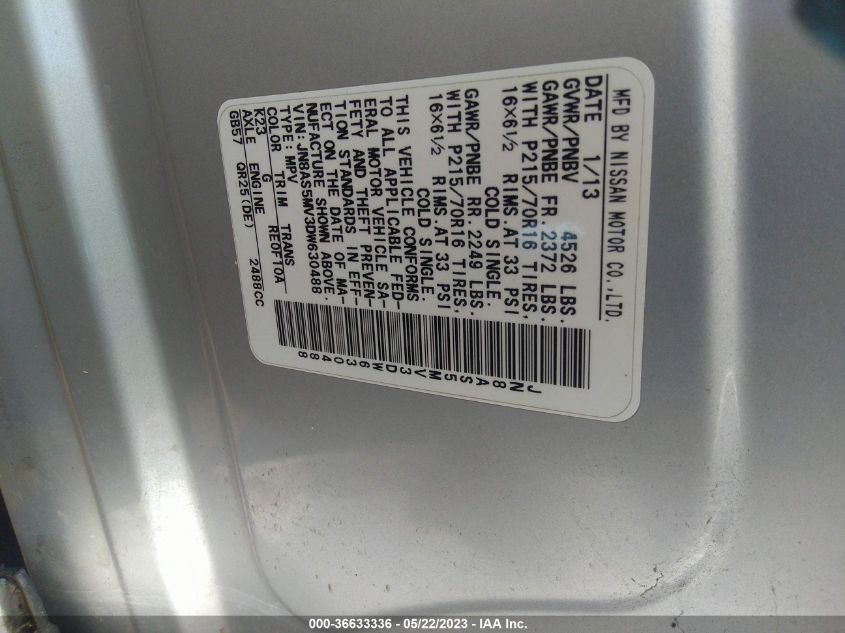 MFD BY NISSAN MOTOR CO.,LTD.
DATE 1/13
GVWR/PNBV 4526 LBS.
GAWR/PNBE FR. 2372 LBS.
WITH P215/70R16 TIRES,
16X6½ RIMS.AT 33 PSI
COLD SINGLE.
GAWR/PNBE RR. 2249 LBS.
WITH P215/70R16 TIRES,
16X6½ RIMS.AT 33 PSI
COLD SINGLE.
THIS VEHICLE CONFORMS
TO ALL APPLICABLE FED-
ERAL MOTOR VEHICLE SA-
FETY AND THEFT PREVEN-
TION STANDARDS IN EFF-
ECT ON THE DATE OF MA-
NUFACTURE SHOWN ABOVE.
VIN:JN8AS5MV3DW630488
TYPE:MPV
COLOR TRIM TRANS
K23 G RE0F10A
AXLE ENGINE
GB57 QR25(DE) 2488CC
JN8AS5MV3DW630488
000-36633336 - 05/22/2023 - IAA Inc.